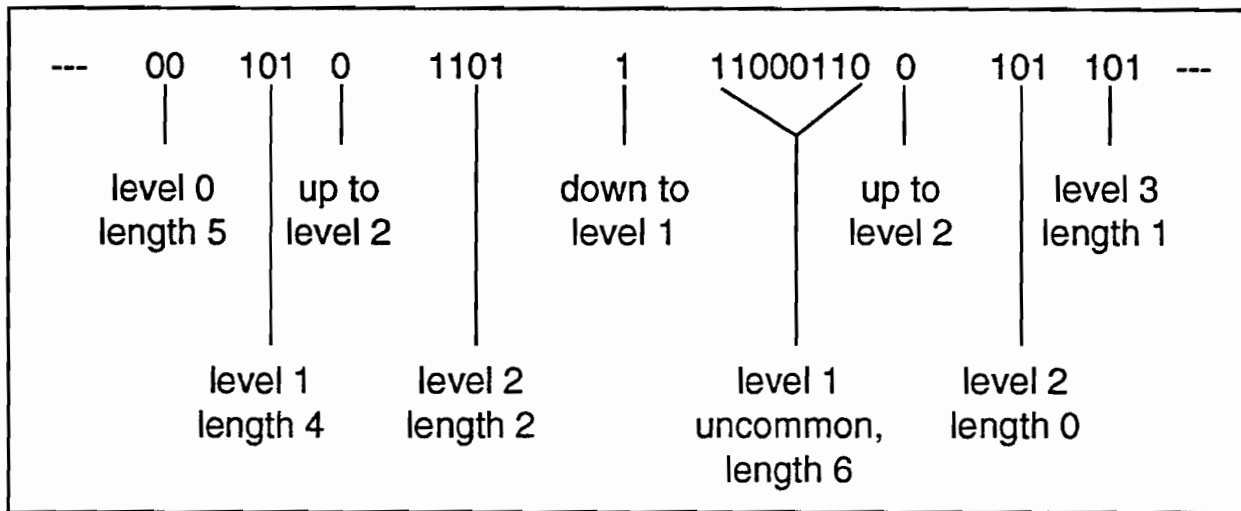 --- 00 101 0 1101 1 11000110 0 101 101 ---
level 0 up to down to up to level 3
length 5 level 2 level 1 level 2 length 1
level 1 level 2 level 1 level 2
length 4 length 2 uncommon, length 0
length 6